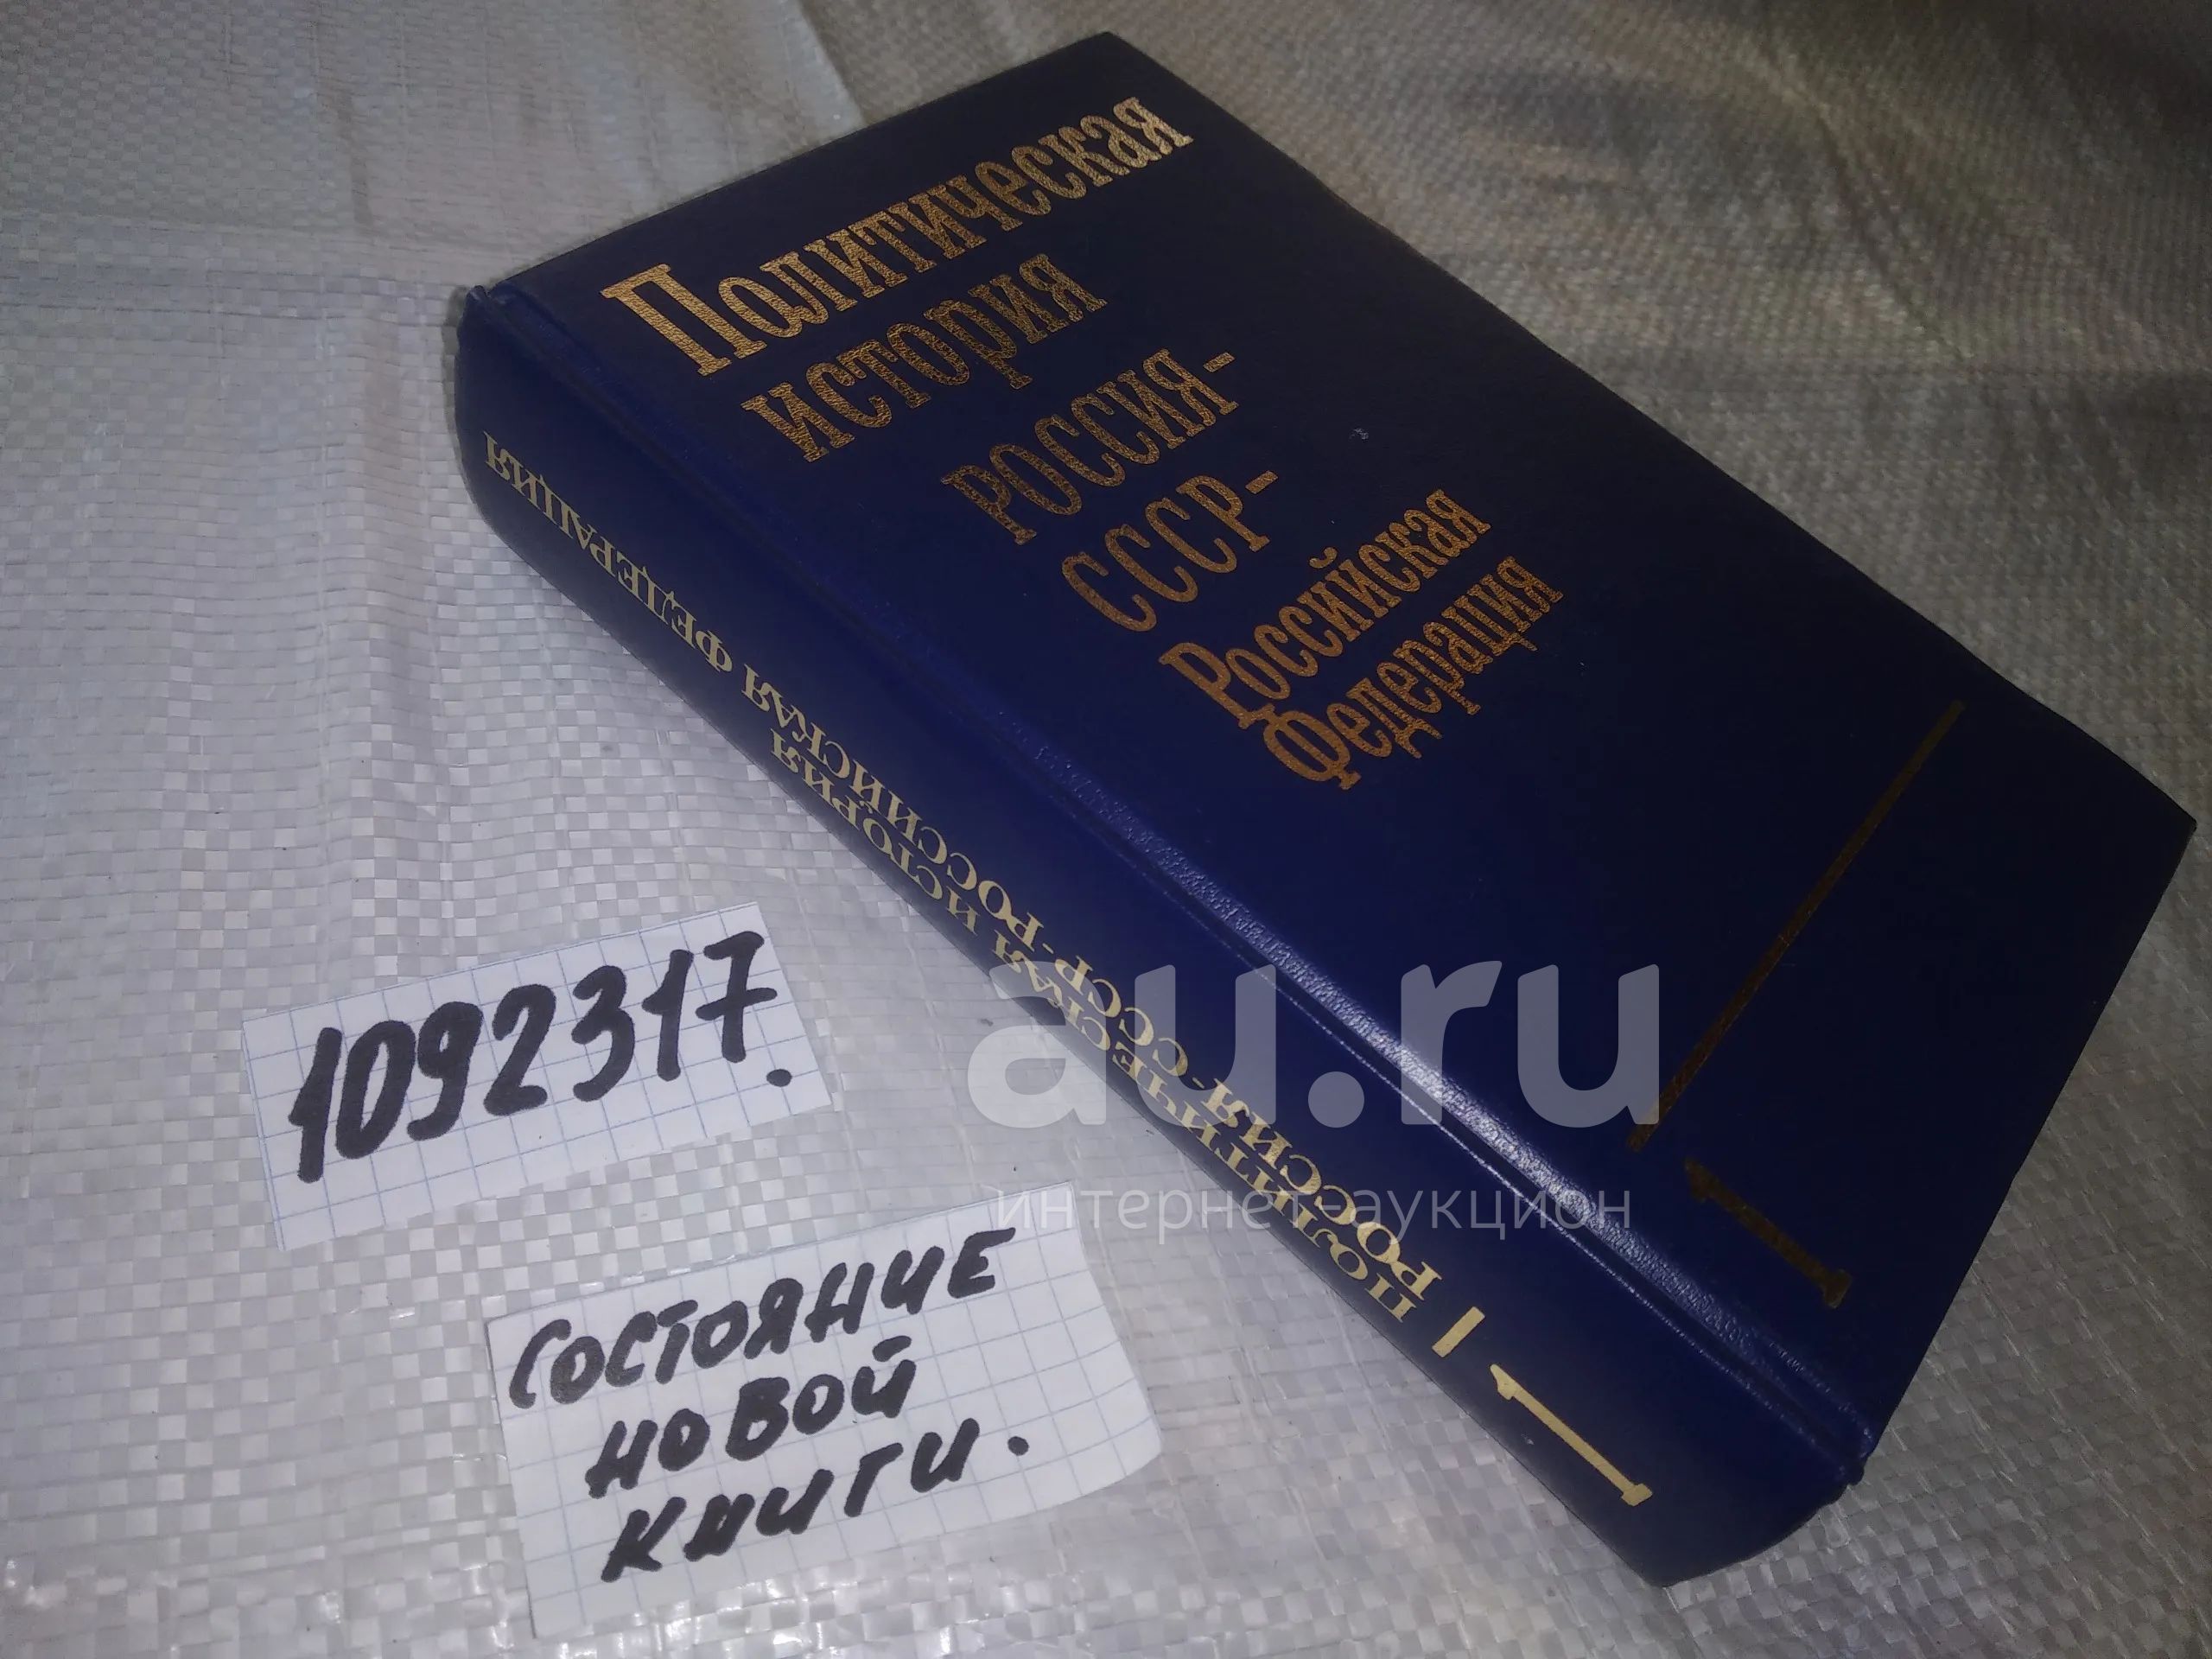 Политическая
история
РОССИЯ-
СССР-
Российская
Федерация
1
ПОЛИТИЧЕСКАЯ ИСТОРИЯ
РОССИЯ-СССР-РОССИЙСКАЯ ФЕДЕРАЦИЯ
1
1092317.
СОСТОЯНИЕ
НОВОЙ
КНИГИ.
au.ru
интернет-аукцион